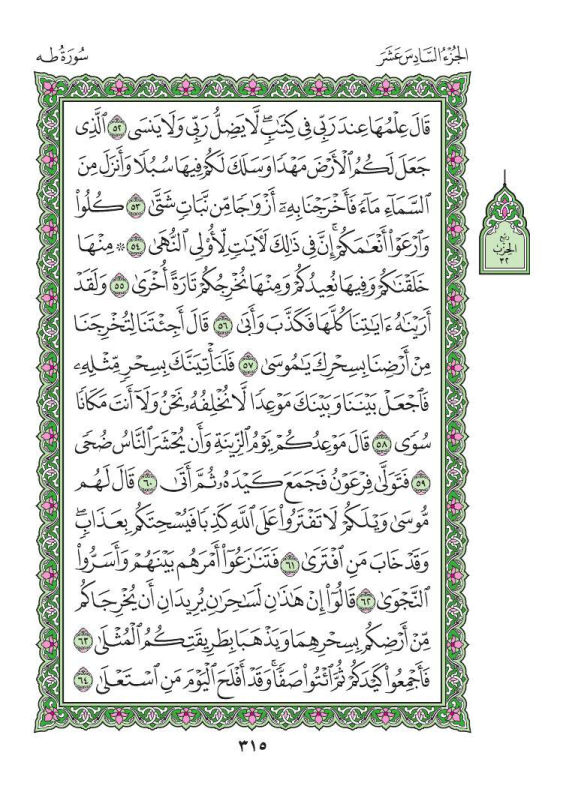 الجُزْءُ السَّادِسَ عَشَرَ
سُورَةُ طه
قَالَ عِلْمُهَا عِندَ رَبِّي فِي كِتَٰبٖۖ لَّا يَضِلُّ رَبِّي وَلَا يَنسَى ٥٢ ٱلَّذِي
جَعَلَ لَكُمُ ٱلۡأَرۡضَ مَهۡدٗا وَسَلَكَ لَكُمۡ فِيهَا سُبُلٗا وَأَنزَلَ مِنَ
ٱلسَّمَآءِ مَآءٗ فَأَخۡرَجۡنَا بِهِۦٓ أَزۡوَٰجٗا مِّن نَّبَاتٖ شَتَّىٰ ٥٣ كُلُواْ
وَٱرۡعَوۡاْ أَنۡعَٰمَكُمۡۚ إِنَّ فِي ذَٰلِكَ لَأٓيَٰتٖ لِّأُوْلِي ٱلنُّهَىٰ ٥٤ ۞ مِنۡهَا
خَلَقۡنَٰكُمۡ وَفِيهَا نُعِيدُكُمۡ وَمِنۡهَا نُخۡرِجُكُمۡ تَارَةً أُخۡرَىٰ ٥٥ وَلَقَدۡ
أَرَيۡنَٰهُ ءَايَٰتِنَا كُلَّهَا فَكَذَّبَ وَأَبَىٰ ٥٦ قَالَ أَجِئۡتَنَا لِتُخۡرِجَنَا
مِنۡ أَرۡضِنَا بِسِحۡرِكَ يَٰمُوسَىٰ ٥٧ فَلَنَأۡتِيَنَّكَ بِسِحۡرٖ مِّثۡلِهِۦ
فَٱجۡعَلۡ بَيۡنَنَا وَبَيۡنَكَ مَوۡعِدٗا لَّا نُخۡلِفُهُۥ نَحۡنُ وَلَآ أَنتَ مَكَانٗا
سُوٗى ٥٨ قَالَ مَوۡعِدُكُمۡ يَوۡمُ ٱلزِّينَةِ وَأَن يُحۡشَرَ ٱلنَّاسُ ضُحٗى
٥٩ فَتَوَلَّىٰ فِرۡعَوۡنُ فَجَمَعَ كَيۡدَهُۥ ثُمَّ أَتَىٰ ٦٠ قَالَ لَهُم
مُّوسَىٰ وَيۡلَكُمۡ لَا تَفۡتَرُواْ عَلَى ٱللَّهِ كَذِبٗا فَيُسۡحِتَكُم بِعَذَابٖۖ
وَقَدۡ خَابَ مَنِ ٱفۡتَرَىٰ ٦١ فَتَنَٰزَعُوٓاْ أَمۡرَهُم بَيۡنَهُمۡ وَأَسَرُّواْ
ٱلنَّجۡوَىٰ ٦٢ قَالُوٓاْ إِنۡ هَٰذَٰنِ لَسَٰحِرَٰنِ يُرِيدَانِ أَن يُخۡرِجَاكُم
مِّنۡ أَرۡضِكُم بِسِحۡرِهِمَا وَيَذۡهَبَا بِطَرِيقَتِكُمُ ٱلۡمُثۡلَىٰ ٦٣
فَأَجۡمِعُواْ كَيۡدَكُمۡ ثُمَّ ٱئۡتُواْ صَفّٗاۚ وَقَدۡ أَفۡلَحَ ٱلۡيَوۡمَ مَنِ ٱسۡتَعۡلَىٰ ٦٤
ربع
الحزب
٣٢
٣١٥